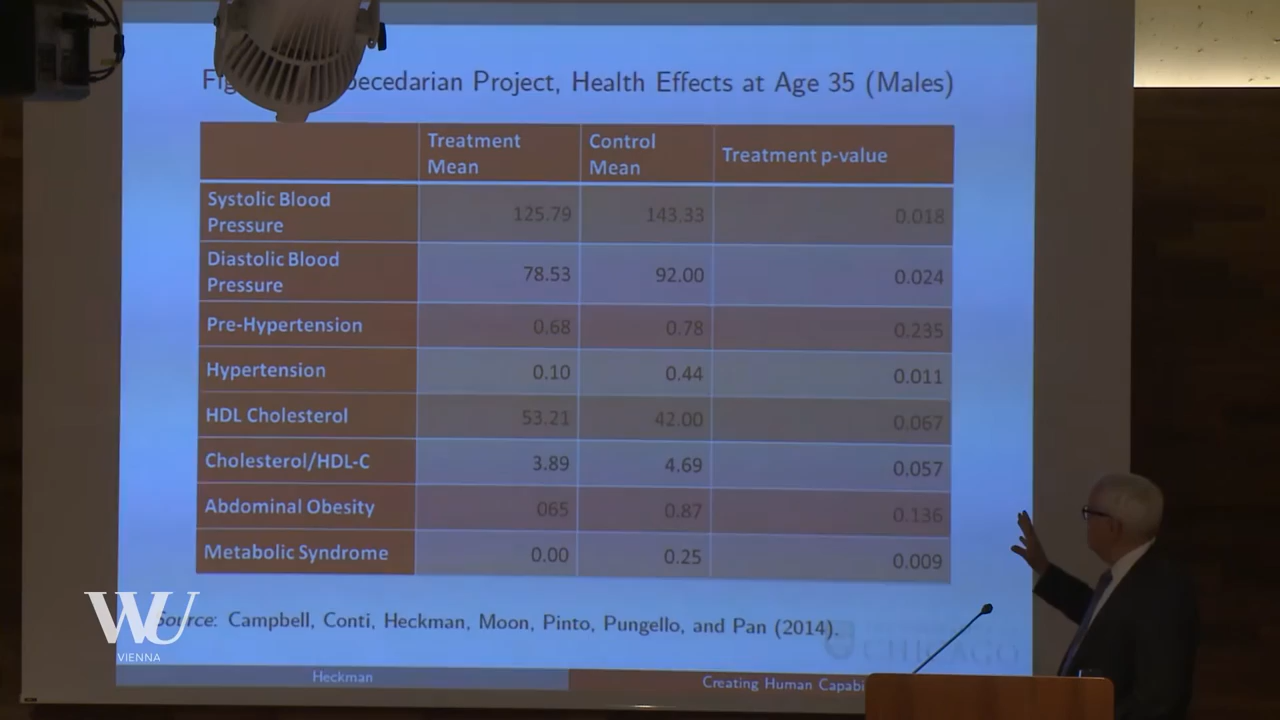 Project, Health Effects at Age 35 (Males)
Treatment Mean
Control Mean
Treatment p-value
Systolic Blood Pressure
125.79
143.33
0.018
Diastolic Blood Pressure
78.53
92.00
0.024
Pre-Hypertension
0.68
0.78
0.235
Hypertension
0.10
0.44
0.011
HDL Cholesterol
53.21
42.00
0.067
Cholesterol/HDL-C
3.89
4.69
0.057
Abdominal Obesity
065
0.87
0.136
Metabolic Syndrome
0.00
0.25
0.009
Source: Campbell, Conti, Heckman, Moon, Pinto, Pungello, and Pan (2014).
CHICAGO
Heckman
Creating Human Capabi
WU
VIENNA